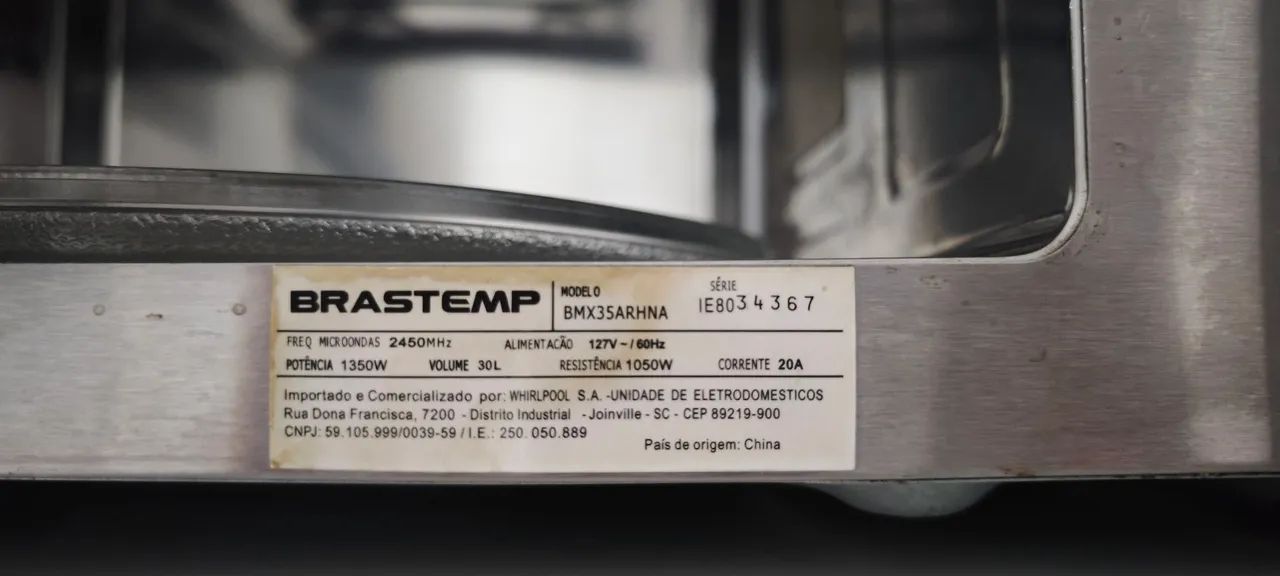 BRASTEMP
MODELO
BMX35ARHNA
SÉRIE
IE8034367
FREQ MICROONDAS 2450MHz ALIMENTACÃO 127V~/60Hz
POTÊNCIA 1350W VOLUME 30L RESISTÊNCIA 1050W CORRENTE 20A
Importado e Comercializado por: WHIRLPOOL S.A. -UNIDADE DE ELETRODOMESTICOS
Rua Dona Francisca, 7200 - Distrito Industrial - Joinville - SC - CEP 89219-900
CNPJ: 59.105.999/0039-59 / I.E.: 250.050.889
País de origem: China